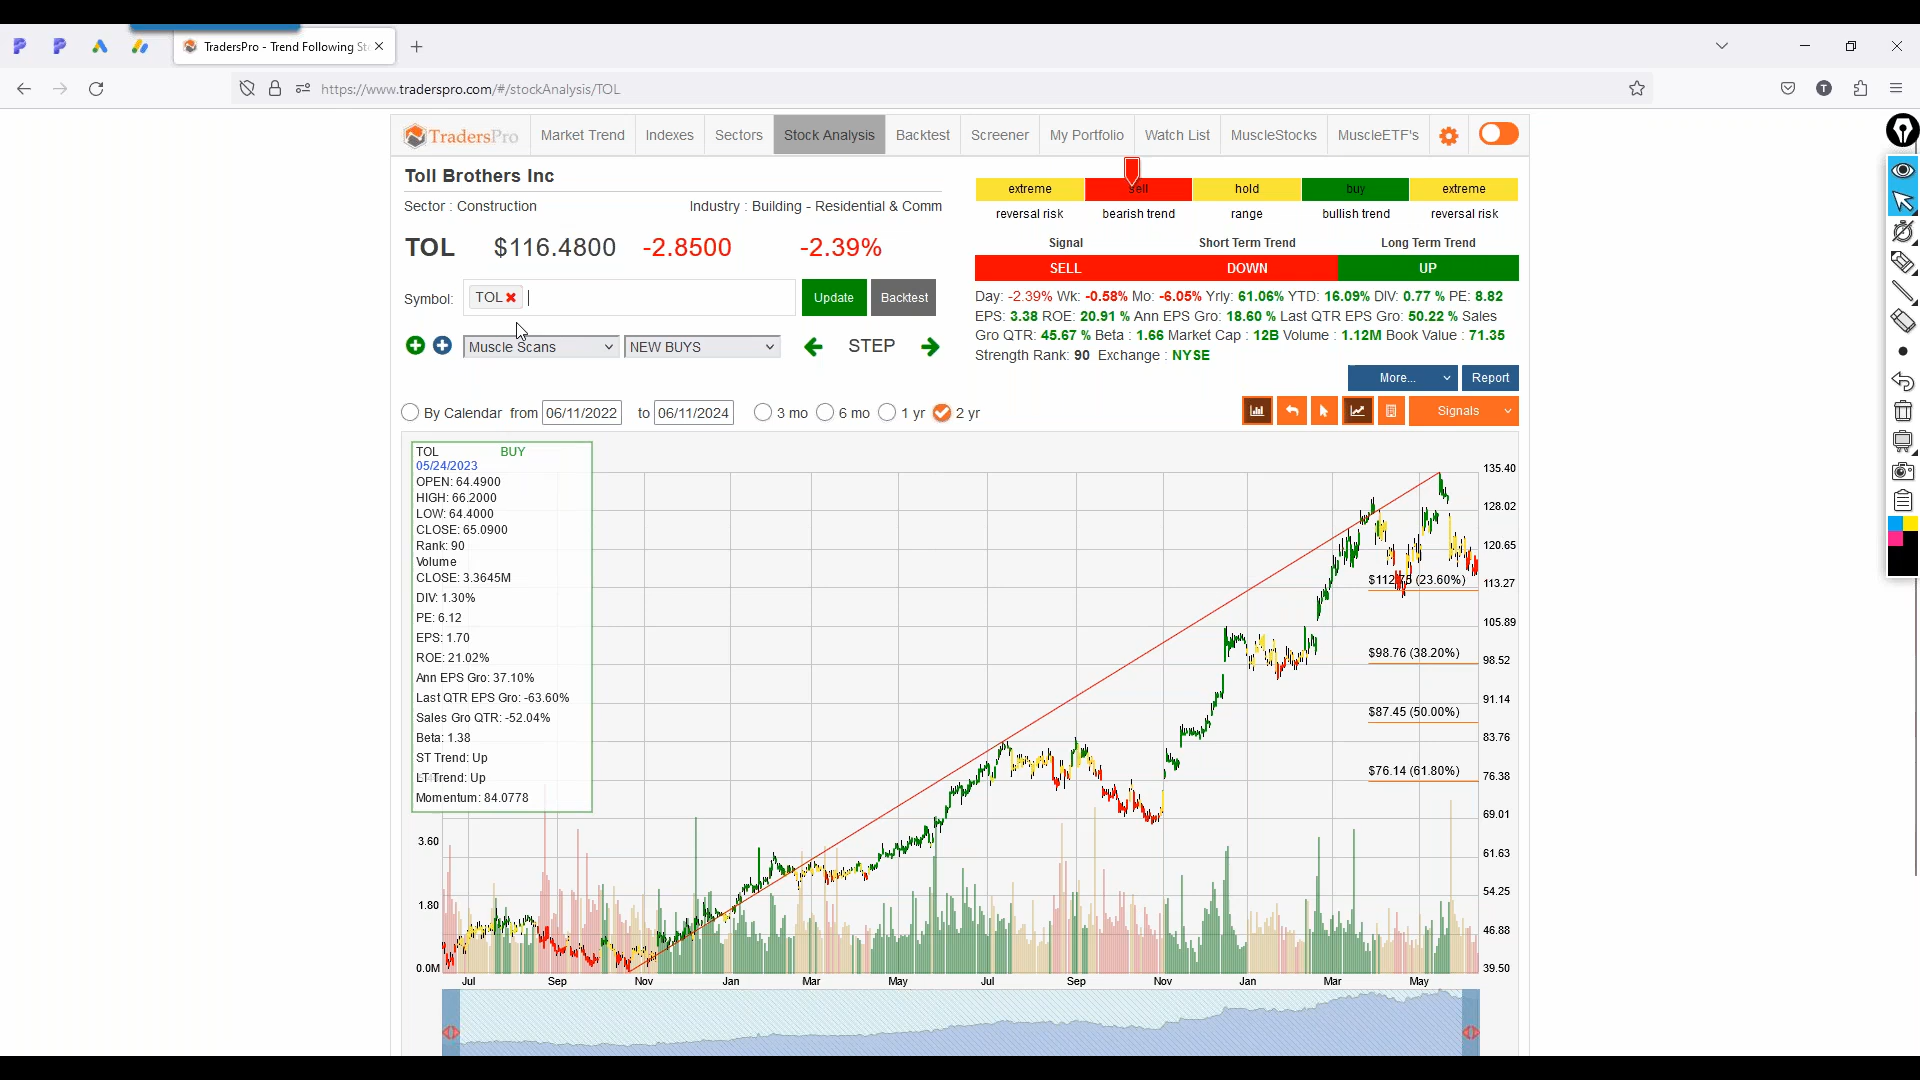 TradersPro - Trend Following St
https://www.traderspro.com/#/stockAnalysis/TOL
T
TradersPro Market Trend Indexes Sectors Stock Analysis Backtest Screener My Portfolio Watch List MuscleStocks MuscleETF's
Toll Brothers Inc
Sector : Construction Industry : Building - Residential & Comm
TOL $116.4800 -2.8500 -2.39%
Symbol: TOL Update Backtest
Muscle Scans NEW BUYS STEP
extreme sell hold buy extreme
reversal risk bearish trend range bullish trend reversal risk
Signal Short Term Trend Long Term Trend
SELL DOWN UP
Day: -2.39% Wk: -0.58% Mo: -6.05% Yrly: 61.06% YTD: 16.09% DIV: 0.77 % PE: 8.82
EPS: 3.38 ROE: 20.91 % Ann EPS Gro: 18.60 % Last QTR EPS Gro: 50.22 % Sales
Gro QTR: 45.67 % Beta : 1.66 Market Cap : 12B Volume : 1.12M Book Value : 71.35
Strength Rank: 90 Exchange : NYSE
More... Report
By Calendar from 06/11/2022 to 06/11/2024 3 mo 6 mo 1 yr 2 yr Signals
TOL BUY
05/24/2023
OPEN: 64.4900
HIGH: 66.2000
LOW: 64.4000
CLOSE: 65.0900
Rank: 90
Volume
CLOSE: 3.3645M
DIV: 1.30%
PE: 6.12
EPS: 1.70
ROE: 21.02%
Ann EPS Gro: 37.10%
Last QTR EPS Gro: -63.60%
Sales Gro QTR: -52.04%
Beta: 1.38
ST Trend: Up
LT Trend: Up
Momentum: 84.0778
3.60
1.80
0.0M
$112.75 (23.60%)
$98.76 (38.20%)
$87.45 (50.00%)
$76.14 (61.80%)
135.40
128.02
120.65
113.27
105.89
98.52
91.14
83.76
76.38
69.01
61.63
54.25
46.88
39.50
Jul Sep Nov Jan Mar May Jul Sep Nov Jan Mar May